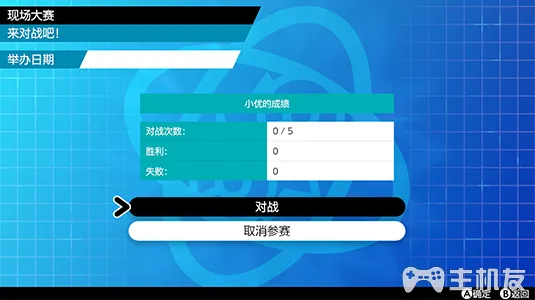 现场大赛
来对战吧！
举办日期
小优的成绩
对战次数： 0 / 5
胜利： 0
失败： 0
对战
取消参赛
A确定 B返回
主机友